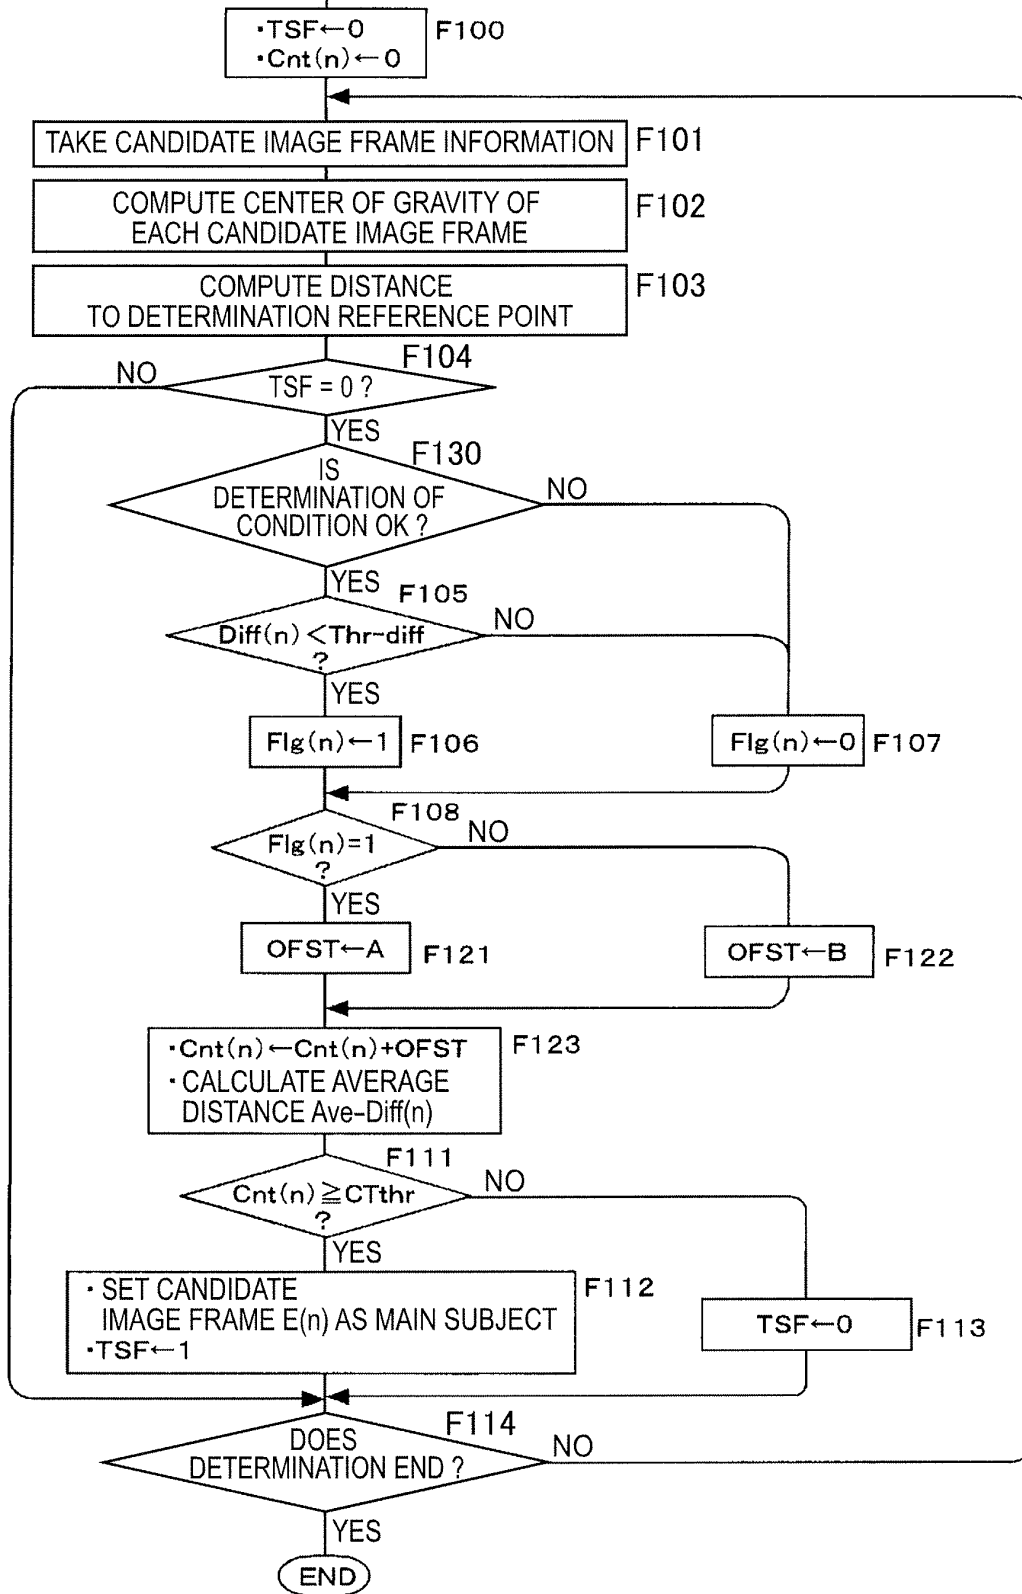 ・TSF←0
・Cnt(n)←0
F100
TAKE CANDIDATE IMAGE FRAME INFORMATION
F101
COMPUTE CENTER OF GRAVITY OF
EACH CANDIDATE IMAGE FRAME
F102
COMPUTE DISTANCE
TO DETERMINATION REFERENCE POINT
F103
F104
NO
TSF = 0 ?
YES
F130
IS
DETERMINATION OF
CONDITION OK ?
NO
YES
F105
Diff(n) <Thr-diff
?
NO
YES
Flg(n)←1
F106
Flg(n)←0
F107
F108
Flg(n)=1
?
NO
YES
OFST←A
F121
OFST←B
F122
・Cnt(n)←Cnt(n)+OFST
・CALCULATE AVERAGE
DISTANCE Ave-Diff(n)
F123
F111
Cnt(n)≧CTthr
?
NO
YES
・SET CANDIDATE
IMAGE FRAME E(n) AS MAIN SUBJECT
・TSF←1
F112
TSF←0
F113
F114
DOES
DETERMINATION END ?
NO
YES
END